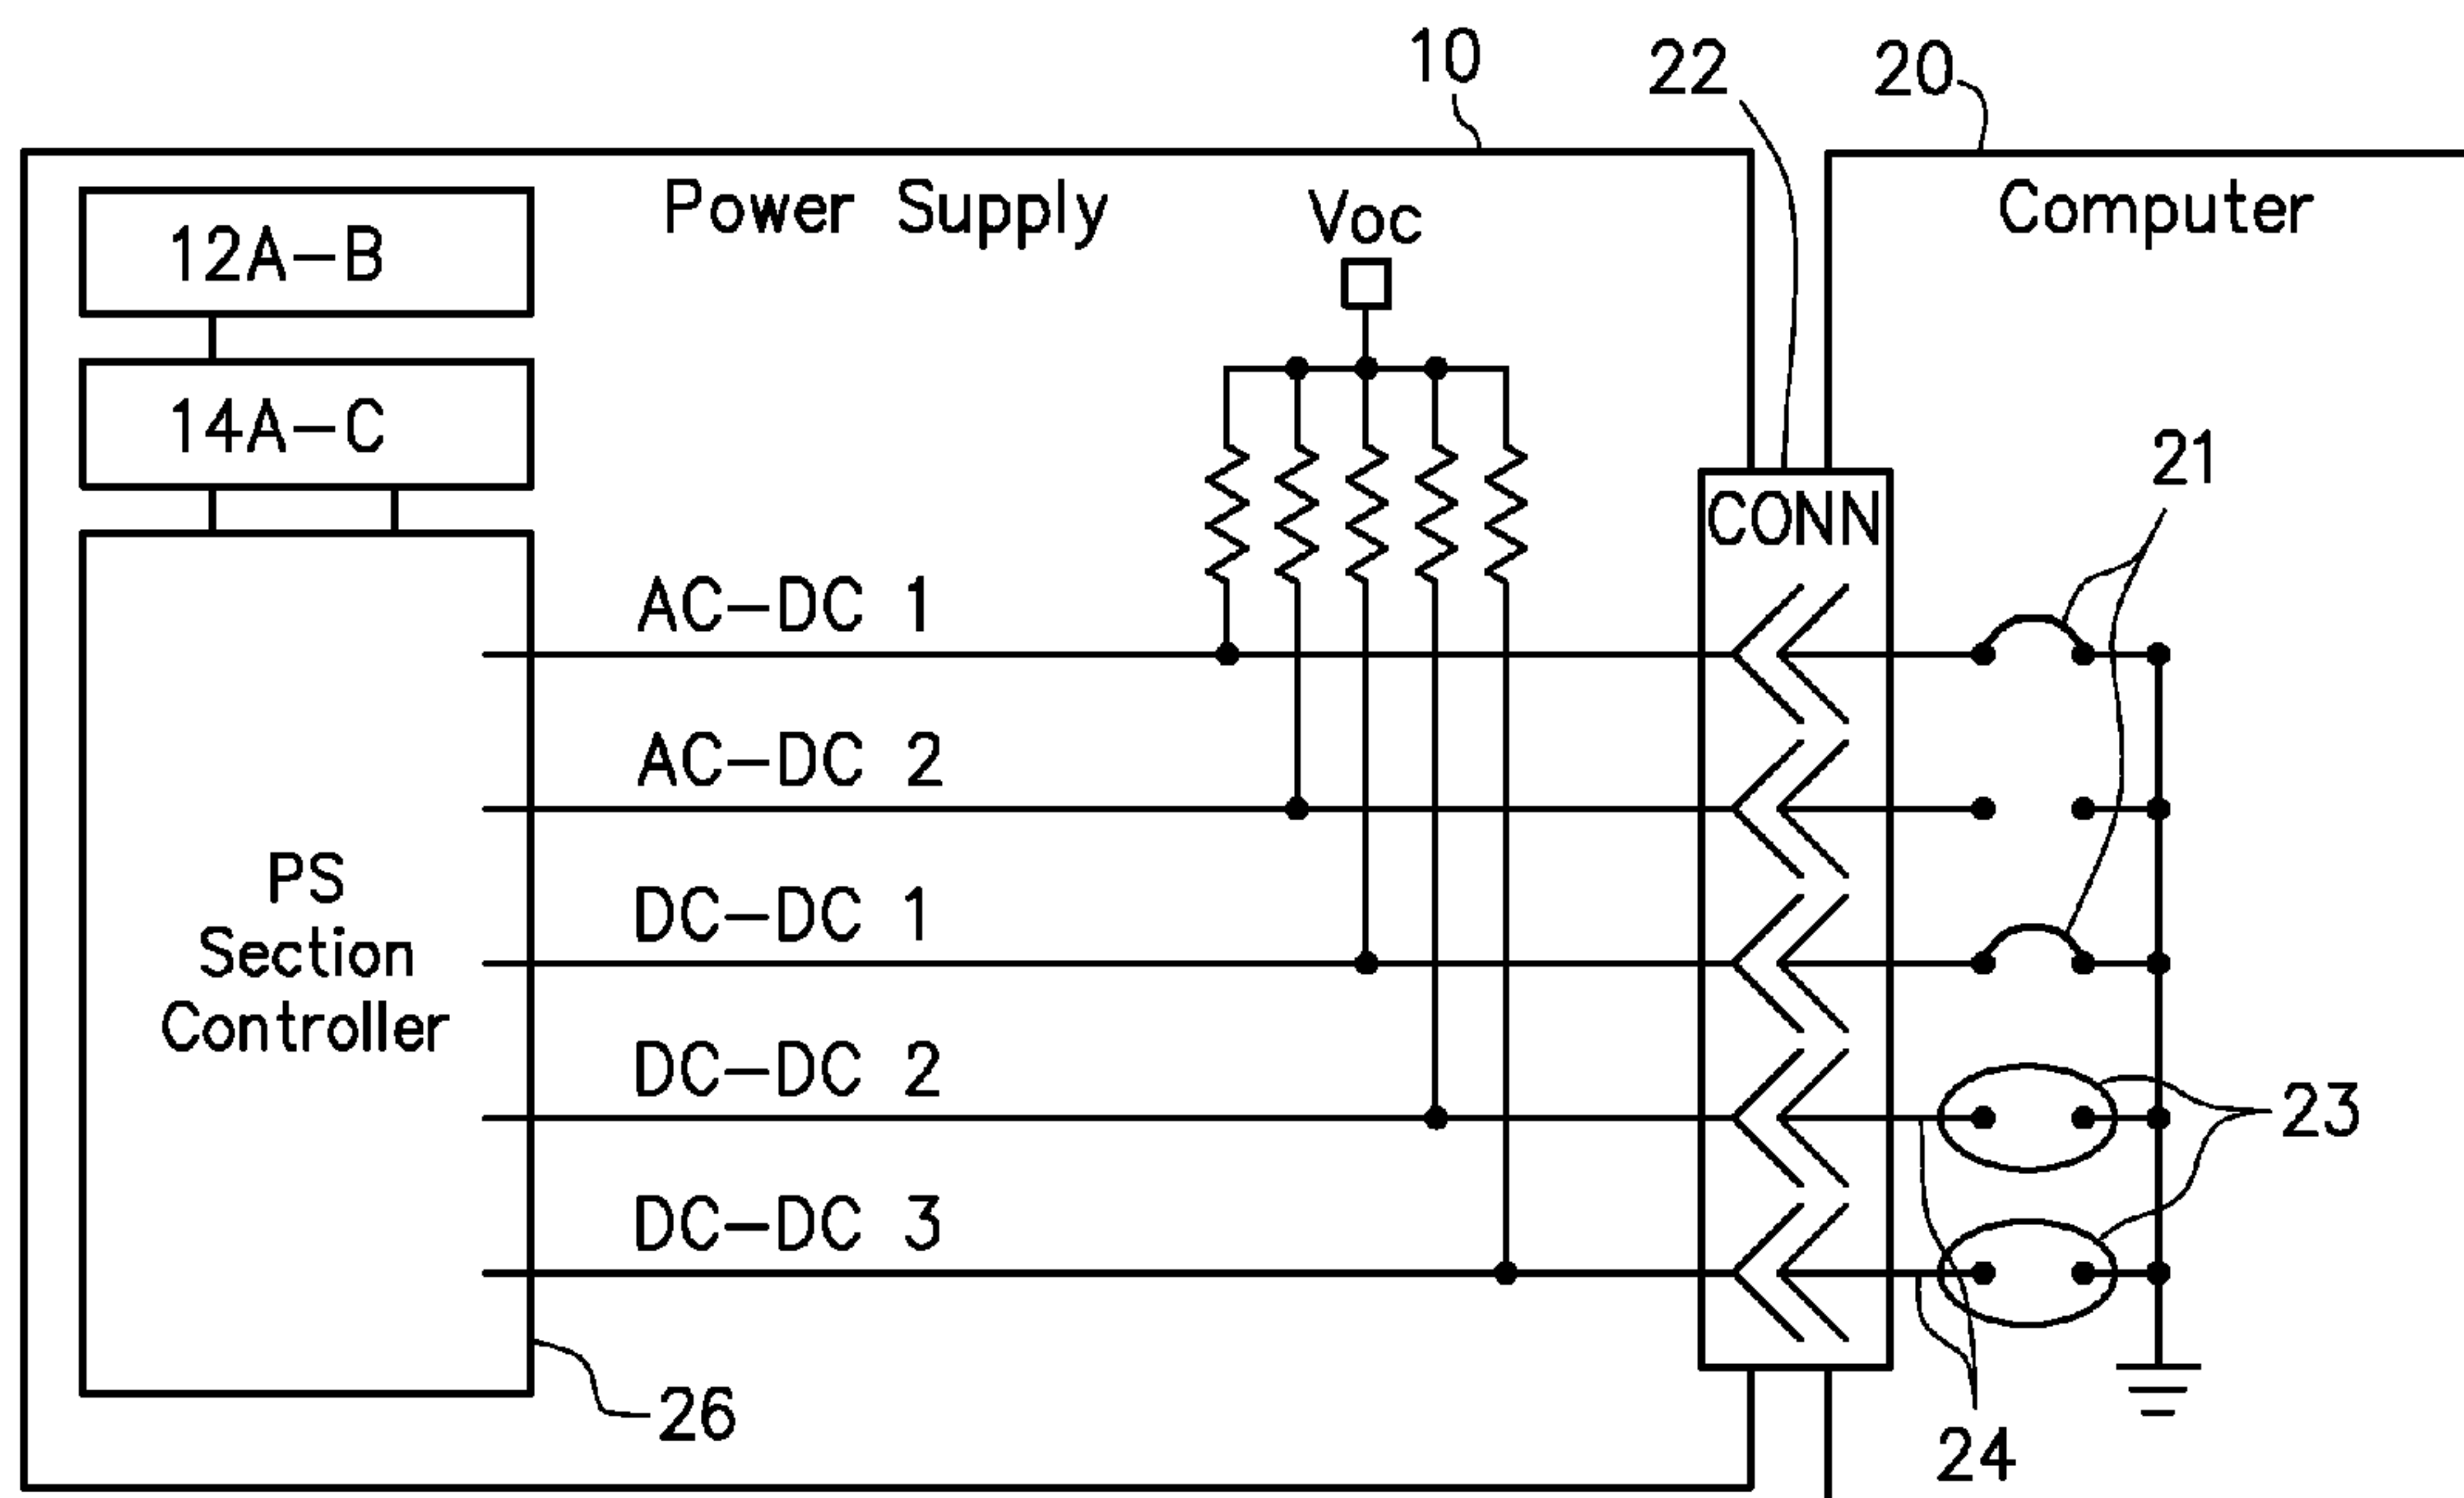 10
22
20
Power Supply
Voc
Computer
12A-B
14A-C
21
CONN
AC-DC 1
AC-DC 2
PS
Section
Controller
DC-DC 1
DC-DC 2
DC-DC 3
23
26
24